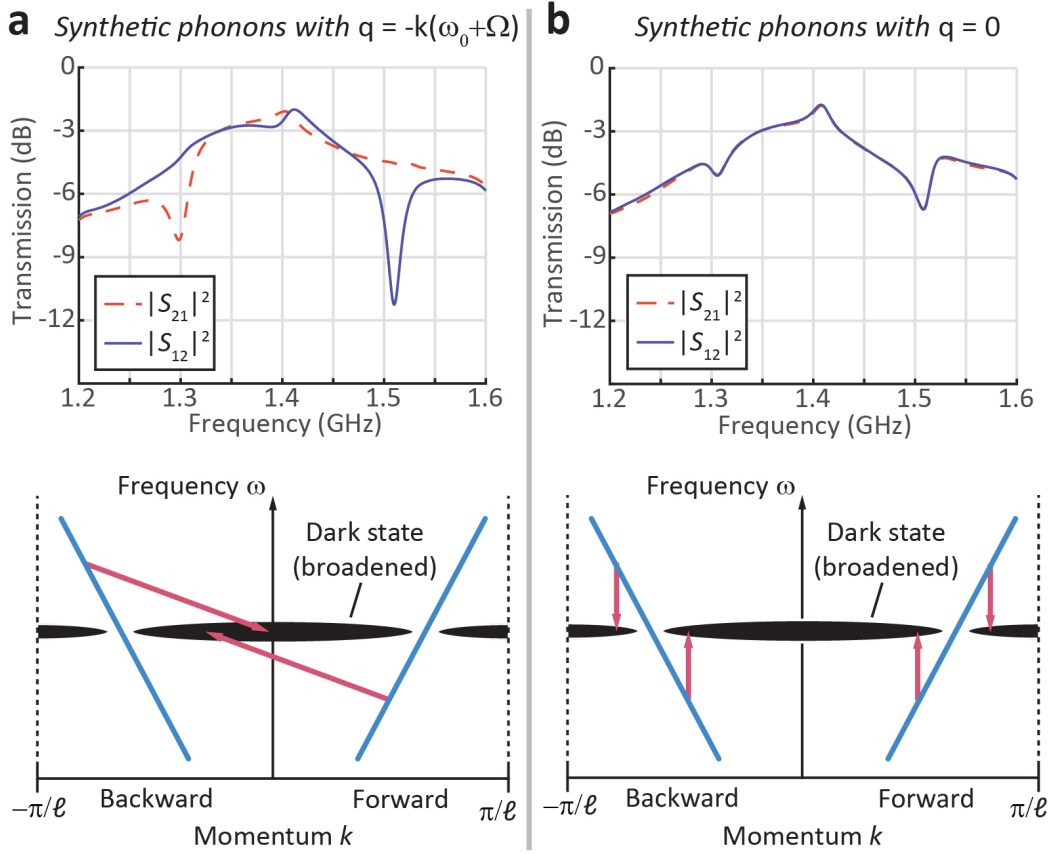 a Synthetic phonons with q = -k(ω₀+Ω)
0
-3
-6
-9
-12
Transmission (dB)
|S₂₁|²
|S₁₂|²
1.2 1.3 1.4 1.5 1.6
Frequency (GHz)
Frequency ω
Dark state
(broadened)
−π/ℓ Backward Forward π/ℓ
Momentum k
b Synthetic phonons with q = 0
0
-3
-6
-9
-12
Transmission (dB)
|S₂₁|²
|S₁₂|²
1.2 1.3 1.4 1.5 1.6
Frequency (GHz)
Frequency ω
Dark state
(broadened)
−π/ℓ Backward Forward π/ℓ
Momentum k